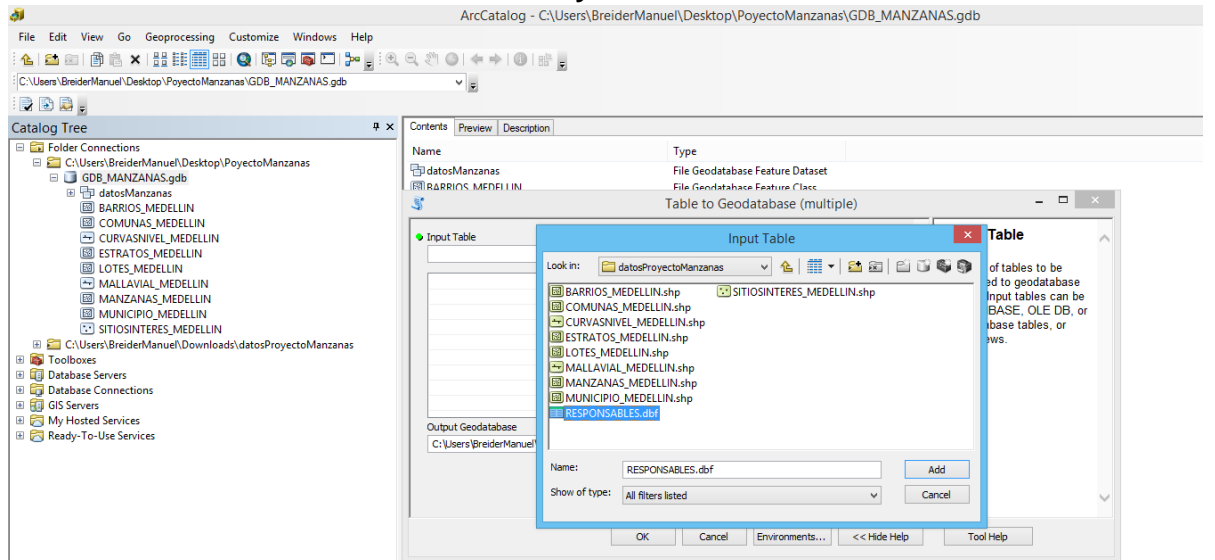 ArcCatalog - C:\Users\BreiderManuel\Desktop\PoyectoManzanas\GDB_MANZANAS.gdb
File Edit View Go Geoprocessing Customize Windows Help
C:\Users\BreiderManuel\Desktop\PoyectoManzanas\GDB_MANZANAS.gdb
Catalog Tree
Folder Connections
C:\Users\BreiderManuel\Desktop\PoyectoManzanas
GDB_MANZANAS.gdb
datosManzanas
BARRIOS_MEDELLIN
COMUNAS_MEDELLIN
CURVASNIVEL_MEDELLIN
ESTRATOS_MEDELLIN
LOTES_MEDELLIN
MALLAVIAL_MEDELLIN
MANZANAS_MEDELLIN
MUNICIPIO_MEDELLIN
SITIOSINTERES_MEDELLIN
C:\Users\BreiderManuel\Downloads\datosProyectoManzanas
Toolboxes
Database Servers
Database Connections
GIS Servers
My Hosted Services
Ready-To-Use Services
Contents Preview Description
Name Type
datosManzanas File Geodatabase Feature Dataset
BARRIOS_MEDELLIN File Geodatabase Feature Class
Table to Geodatabase (multiple)
Input Table
Output Geodatabase
C:\Users\BreiderManuel
Input Table
Look in: datosProyectoManzanas
BARRIOS_MEDELLIN.shp SITIOSINTERES_MEDELLIN.shp
COMUNAS_MEDELLIN.shp
CURVASNIVEL_MEDELLIN.shp
ESTRATOS_MEDELLIN.shp
LOTES_MEDELLIN.shp
MALLAVIAL_MEDELLIN.shp
MANZANAS_MEDELLIN.shp
MUNICIPIO_MEDELLIN.shp
RESPONSABLES.dbf
Name: RESPONSABLES.dbf Add
Show of type: All filters listed Cancel
Table
of tables to be
ed to geodatabase
Input tables can be
BASE, OLE DB, or
abase tables, or
ews.
OK Cancel Environments... << Hide Help Tool Help